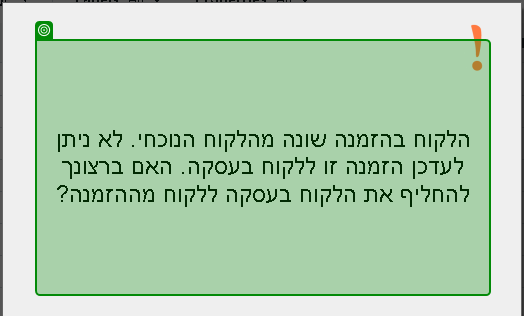 הלקוח בהזמנה שונה מהלקוח הנוכחי. לא ניתן
לעדכן הזמנה זו ללקוח בעסקה. האם ברצונך
להחליף את הלקוח בעסקה ללקוח מההזמנה?